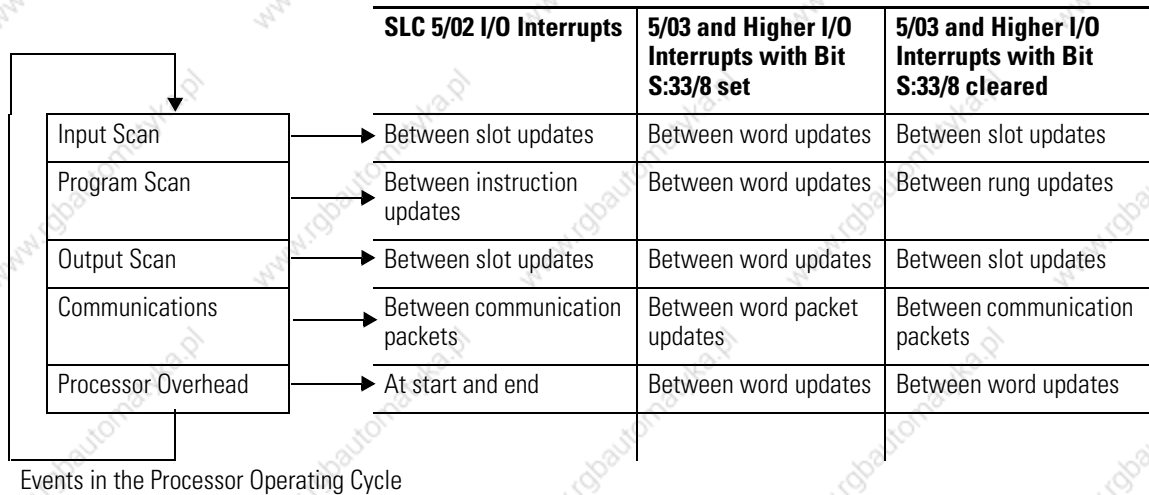 SLC 5/02 I/O Interrupts
5/03 and Higher I/O
Interrupts with Bit
S:33/8 set
5/03 and Higher I/O
Interrupts with Bit
S:33/8 cleared
Input Scan
Between slot updates
Between word updates
Between slot updates
Program Scan
Between instruction
updates
Between word updates
Between rung updates
Output Scan
Between slot updates
Between word updates
Between slot updates
Communications
Between communication
packets
Between word packet
updates
Between communication
packets
Processor Overhead
At start and end
Between word updates
Between word updates
Events in the Processor Operating Cycle
www.rgbautomatyka.pl